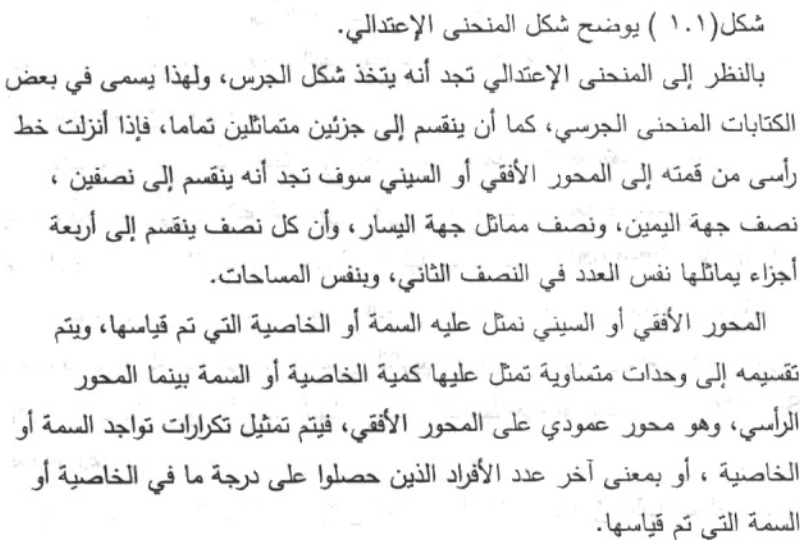 شكل(١.١ ) يوضح شكل المنحنى الإعتدالي.
بالنظر إلى المنحنى الإعتدالي تجد أنه يتخذ شكل الجرس، ولهذا يسمى في بعض
الكتابات المنحنى الجرسي، كما أن ينقسم إلى جزئين متماثلين تماما، فإذا أنزلت خط
رأسى من قمته إلى المحور الأفقي أو السيني سوف تجد أنه ينقسم إلى نصفين ،
نصف جهة اليمين، ونصف مماثل جهة اليسار، وأن كل نصف ينقسم إلى أربعة
أجزاء يماثلها نفس العدد في النصف الثاني، وبنفس المساحات.
المحور الأفقي أو السيني نمثل عليه السمة أو الخاصية التي تم قياسها، ويتم
تقسيمه إلى وحدات متساوية تمثل عليها كمية الخاصية أو السمة بينما المحور
الرأسي، وهو محور عمودي على المحور الأفقي، فيتم تمثيل تكرارات تواجد السمة أو
الخاصية ، أو بمعنى آخر عدد الأفراد الذين حصلوا على درجة ما في الخاصية أو
السمة التي تم قياسها.